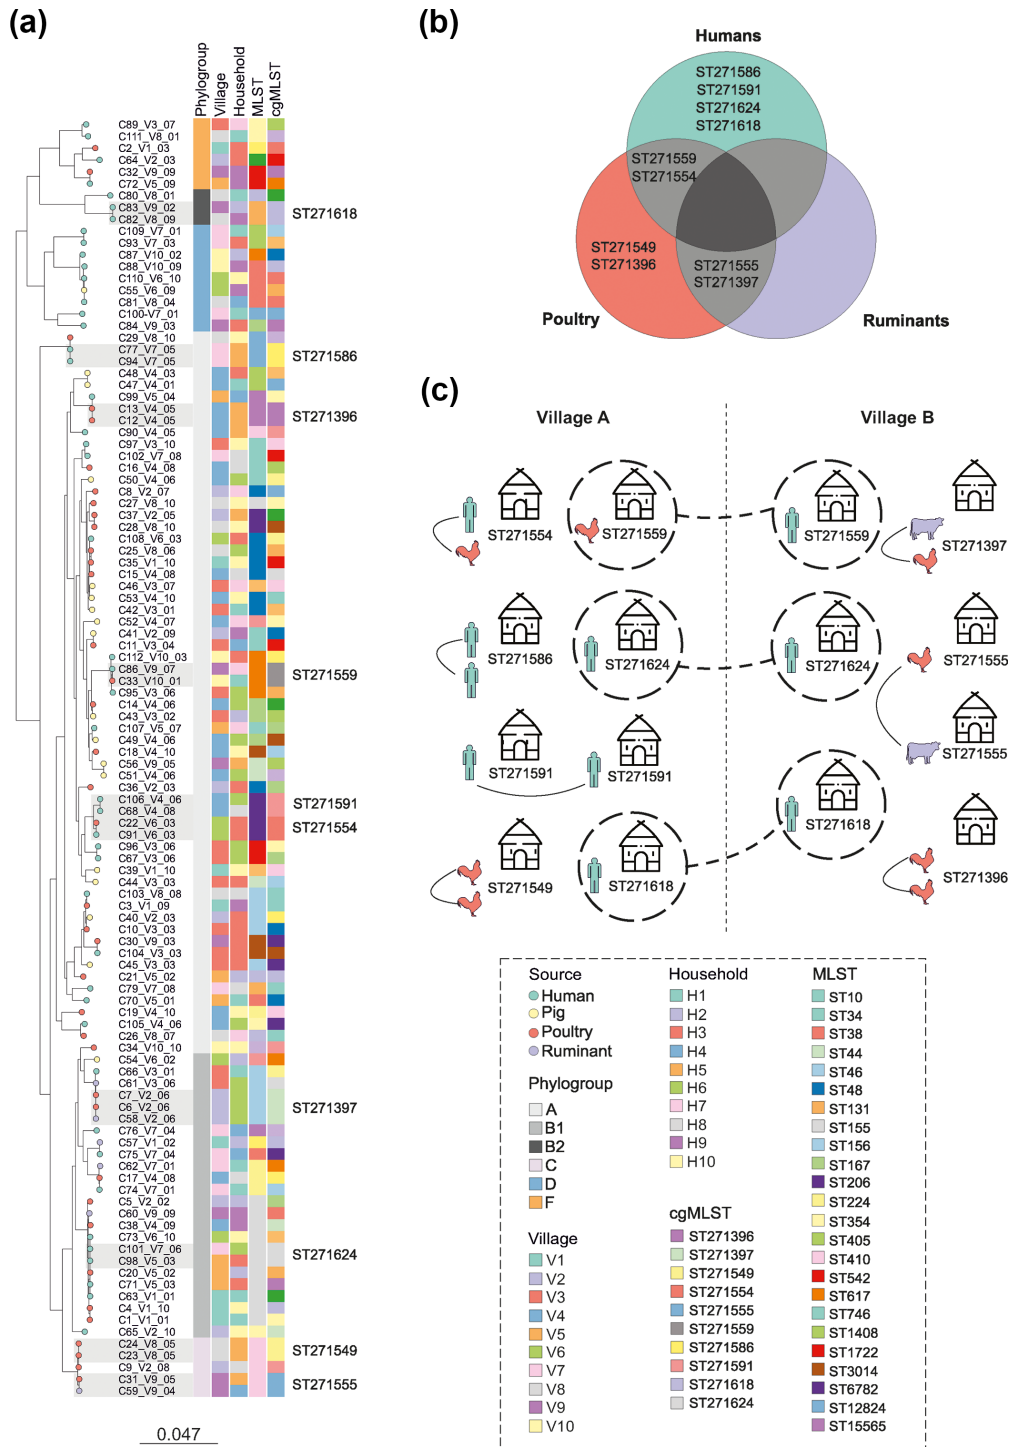 (a)
Phylogroup
Village
Household
MLST
cgMLST
C89_V3_07
C111_V8_01
C2_V1_03
C64_V2_03
C32_V9_09
C72_V5_09
C80_V8_01
C83_V9_02
C82_V8_09
C109_V7_01
C93_V7_03
C87_V10_02
C88_V10_09
C110_V6_10
C55_V6_09
C81_V8_04
C100-V7_01
C84_V9_03
C29_V8_10
C77_V7_05
C94_V7_05
C48_V4_03
C47_V4_01
C99_V5_04
C13_V4_05
C12_V4_05
C90_V4_05
C97_V3_10
C102_V7_08
C16_V4_08
C50_V4_06
C8_V2_07
C27_V8_10
C37_V2_05
C28_V8_10
C108_V6_03
C25_V8_06
C35_V1_10
C15_V4_08
C46_V3_07
C53_V4_10
C42_V3_01
C52_V4_07
C41_V2_09
C11_V3_04
C112_V10_03
C86_V9_07
C33_V10_01
C95_V3_06
C14_V4_06
C43_V3_02
C107_V5_07
C49_V4_06
C18_V4_10
C56_V9_05
C51_V4_06
C36_V2_03
C106_V4_06
C68_V4_08
C22_V6_03
C91_V6_03
C96_V3_06
C67_V3_06
C39_V1_10
C44_V3_03
C103_V8_08
C3_V1_09
C40_V2_03
C10_V3_03
C30_V9_03
C104_V3_03
C45_V3_03
C21_V5_02
C79_V7_08
C70_V5_01
C19_V4_10
C105_V4_06
C26_V8_07
C34_V10_10
C54_V6_02
C66_V3_01
C61_V3_06
C7_V2_06
C6_V2_06
C58_V2_06
C76_V7_04
C57_V1_02
C75_V7_04
C62_V7_01
C17_V4_08
C74_V7_01
C5_V2_02
C60_V9_09
C38_V4_09
C73_V6_10
C101_V7_06
C98_V5_03
C20_V5_02
C71_V5_03
C63_V1_01
C4_V1_10
C1_V1_01
C65_V2_10
C24_V8_05
C23_V8_05
C9_V2_08
C31_V9_05
C59_V9_04
ST271618
ST271586
ST271396
ST271559
ST271591
ST271554
ST271397
ST271624
ST271549
ST271555
0.047
(b)
Humans
ST271586
ST271591
ST271624
ST271618
ST271559
ST271554
ST271549
ST271396
ST271555
ST271397
Poultry
Ruminants
(c)
Village A
Village B
ST271554
ST271559
ST271559
ST271397
ST271586
ST271624
ST271624
ST271555
ST271591
ST271591
ST271555
ST271618
ST271549
ST271618
ST271396
Source
Human
Pig
Poultry
Ruminant
Phylogroup
A
B1
B2
C
D
F
Village
V1
V2
V3
V4
V5
V6
V7
V8
V9
V10
Household
H1
H2
H3
H4
H5
H6
H7
H8
H9
H10
cgMLST
ST271396
ST271397
ST271549
ST271554
ST271555
ST271559
ST271586
ST271591
ST271618
ST271624
MLST
ST10
ST34
ST38
ST44
ST46
ST48
ST131
ST155
ST156
ST167
ST206
ST224
ST354
ST405
ST410
ST542
ST617
ST746
ST1408
ST1722
ST3014
ST6782
ST12824
ST15565